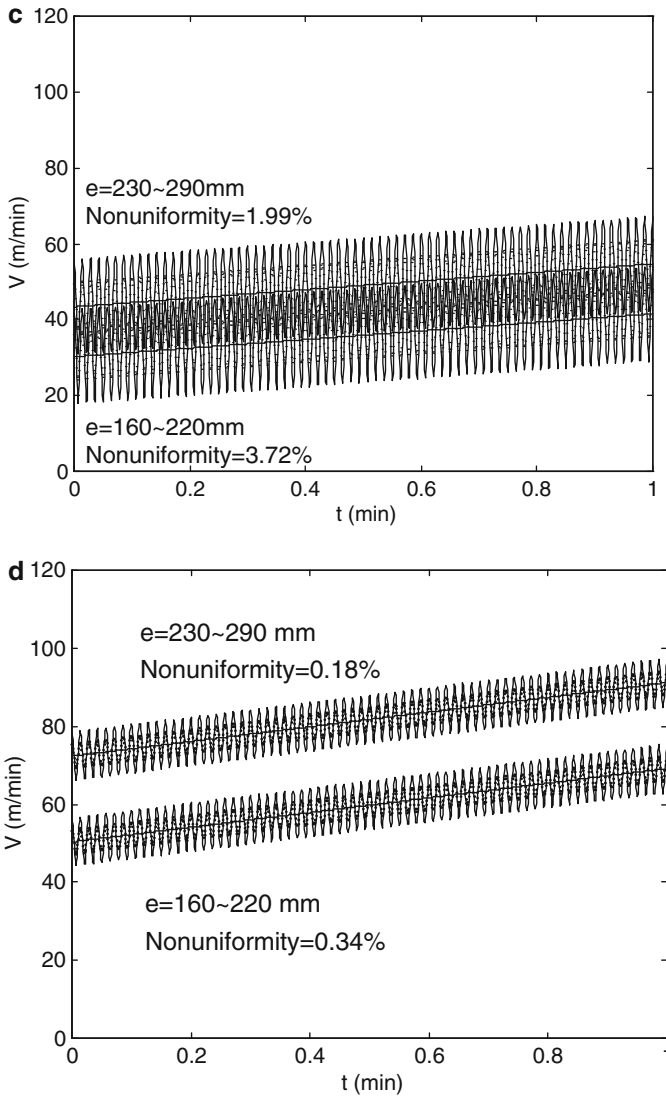 c
120
100
80
60
40
20
0
V (m/min)
e=230~290mm
Nonuniformity=1.99%
e=160~220mm
Nonuniformity=3.72%
0 0.2 0.4 0.6 0.8 1
t (min)
d
120
100
80
60
40
20
0
V (m/min)
e=230~290 mm
Nonuniformity=0.18%
e=160~220 mm
Nonuniformity=0.34%
0 0.2 0.4 0.6 0.8 1
t (min)